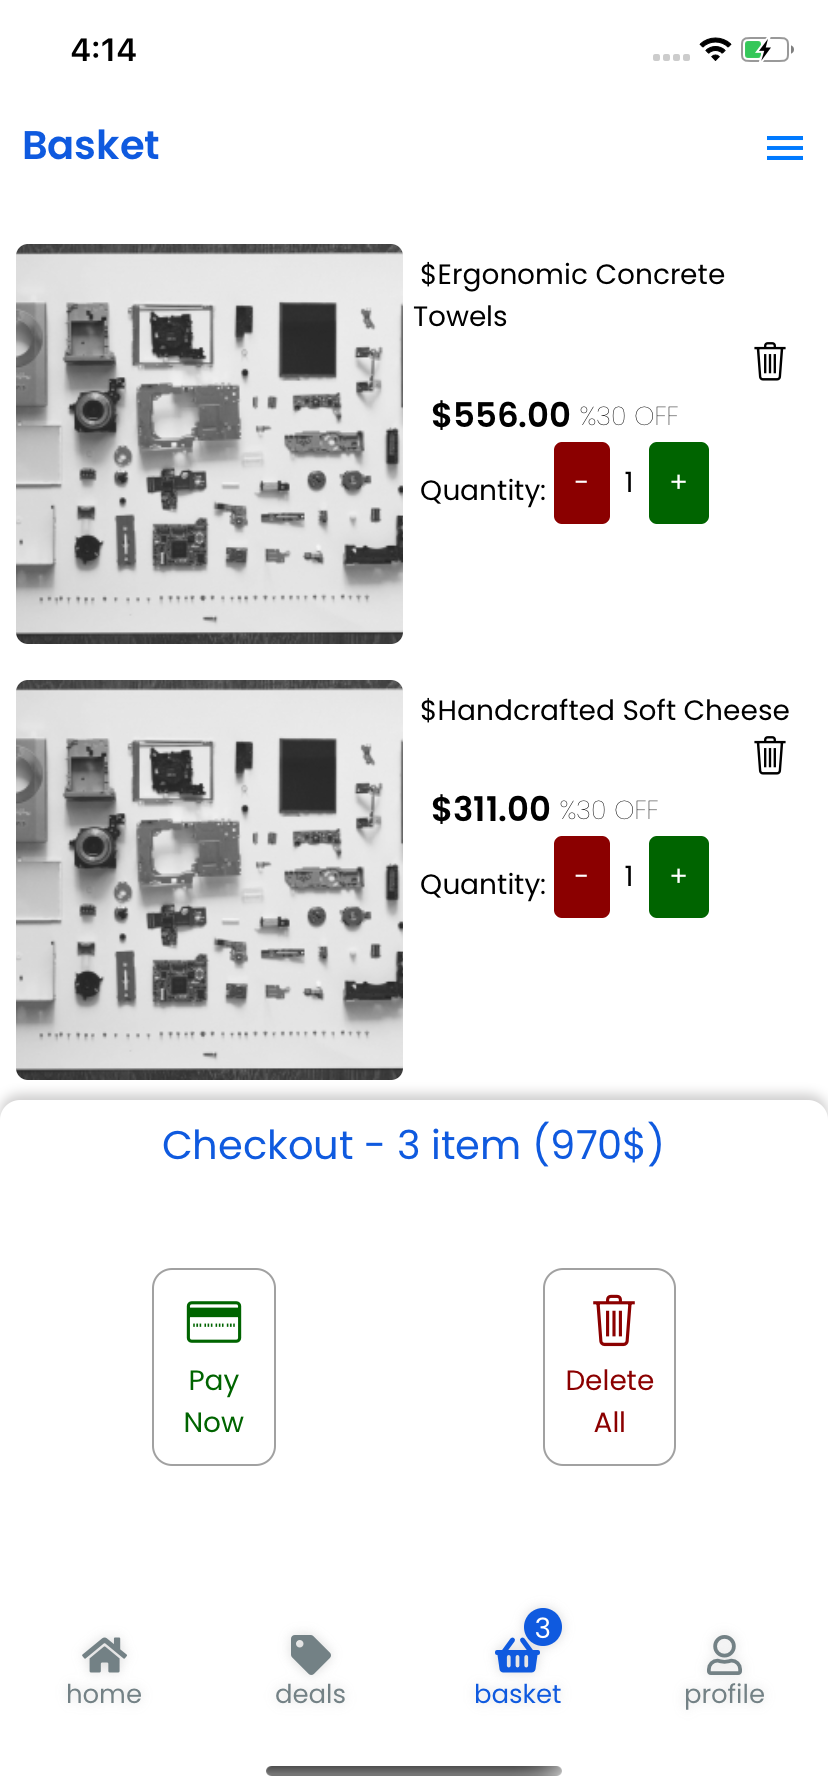 4:14
Basket
$Ergonomic Concrete
Towels
$556.00 %30 OFF
Quantity: - 1 +
$Handcrafted Soft Cheese
$311.00 %30 OFF
Quantity: - 1 +
Checkout - 3 item (970$)
Pay
Now
Delete
All
3
home
deals
basket
profile